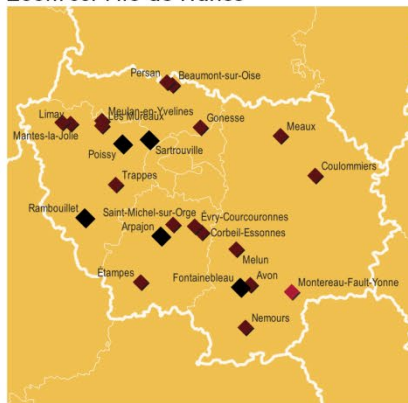 Persan
Beaumont-sur-Oise
Limay
Meulan-en-Yvelines
Les Mureaux
Gonesse
Mantes-la-Jolie
Meaux
Poissy
Sartrouville
Coulommiers
Trappes
Rambouillet
Saint-Michel-sur-Orge
Évry-Courcouronnes
Arpajon
Corbeil-Essonnes
Melun
Étampes
Fontainebleau
Avon
Montereau-Fault-Yonne
Nemours